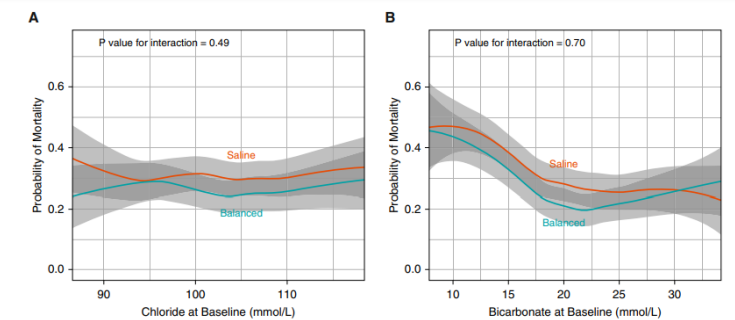 A
P value for interaction = 0.49
Probability of Mortality
0.6
0.4
0.2
0.0
Saline
Balanced
90
100
110
Chloride at Baseline (mmol/L)
B
P value for interaction = 0.70
Probability of Mortality
0.6
0.4
0.2
0.0
Saline
Balanced
10
15
20
25
30
Bicarbonate at Baseline (mmol/L)